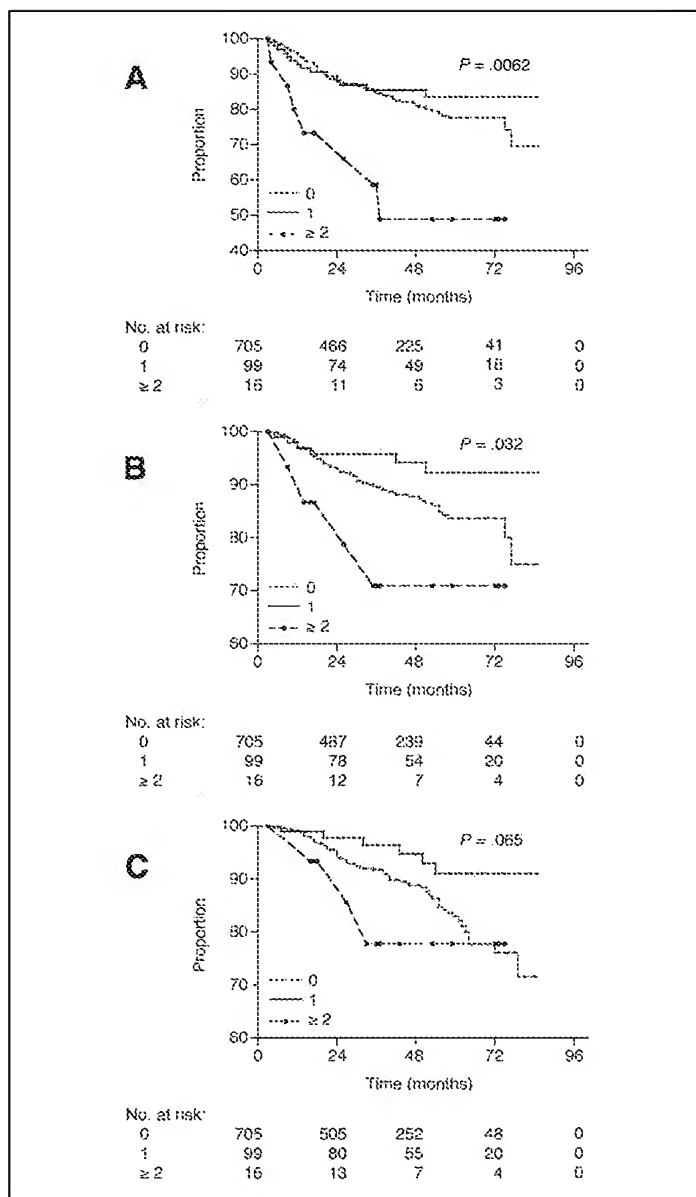 A
100
90
80
70
60
50
40
Proportion
P = .0062
0
1
≥ 2
0 24 48 72 96
Time (months)
No. at risk:
0 705 466 225 41 0
1 99 74 49 18 0
≥ 2 16 11 6 3 0
B
100
90
80
70
60
Proportion
P = .032
0
1
≥ 2
0 24 48 72 96
Time (months)
No. at risk:
0 705 487 239 44 0
1 99 78 54 20 0
≥ 2 16 12 7 4 0
C
100
90
80
70
60
Proportion
P = .065
0
1
≥ 2
0 24 48 72 96
Time (months)
No. at risk:
0 705 505 252 48 0
1 99 80 55 20 0
≥ 2 16 13 7 4 0